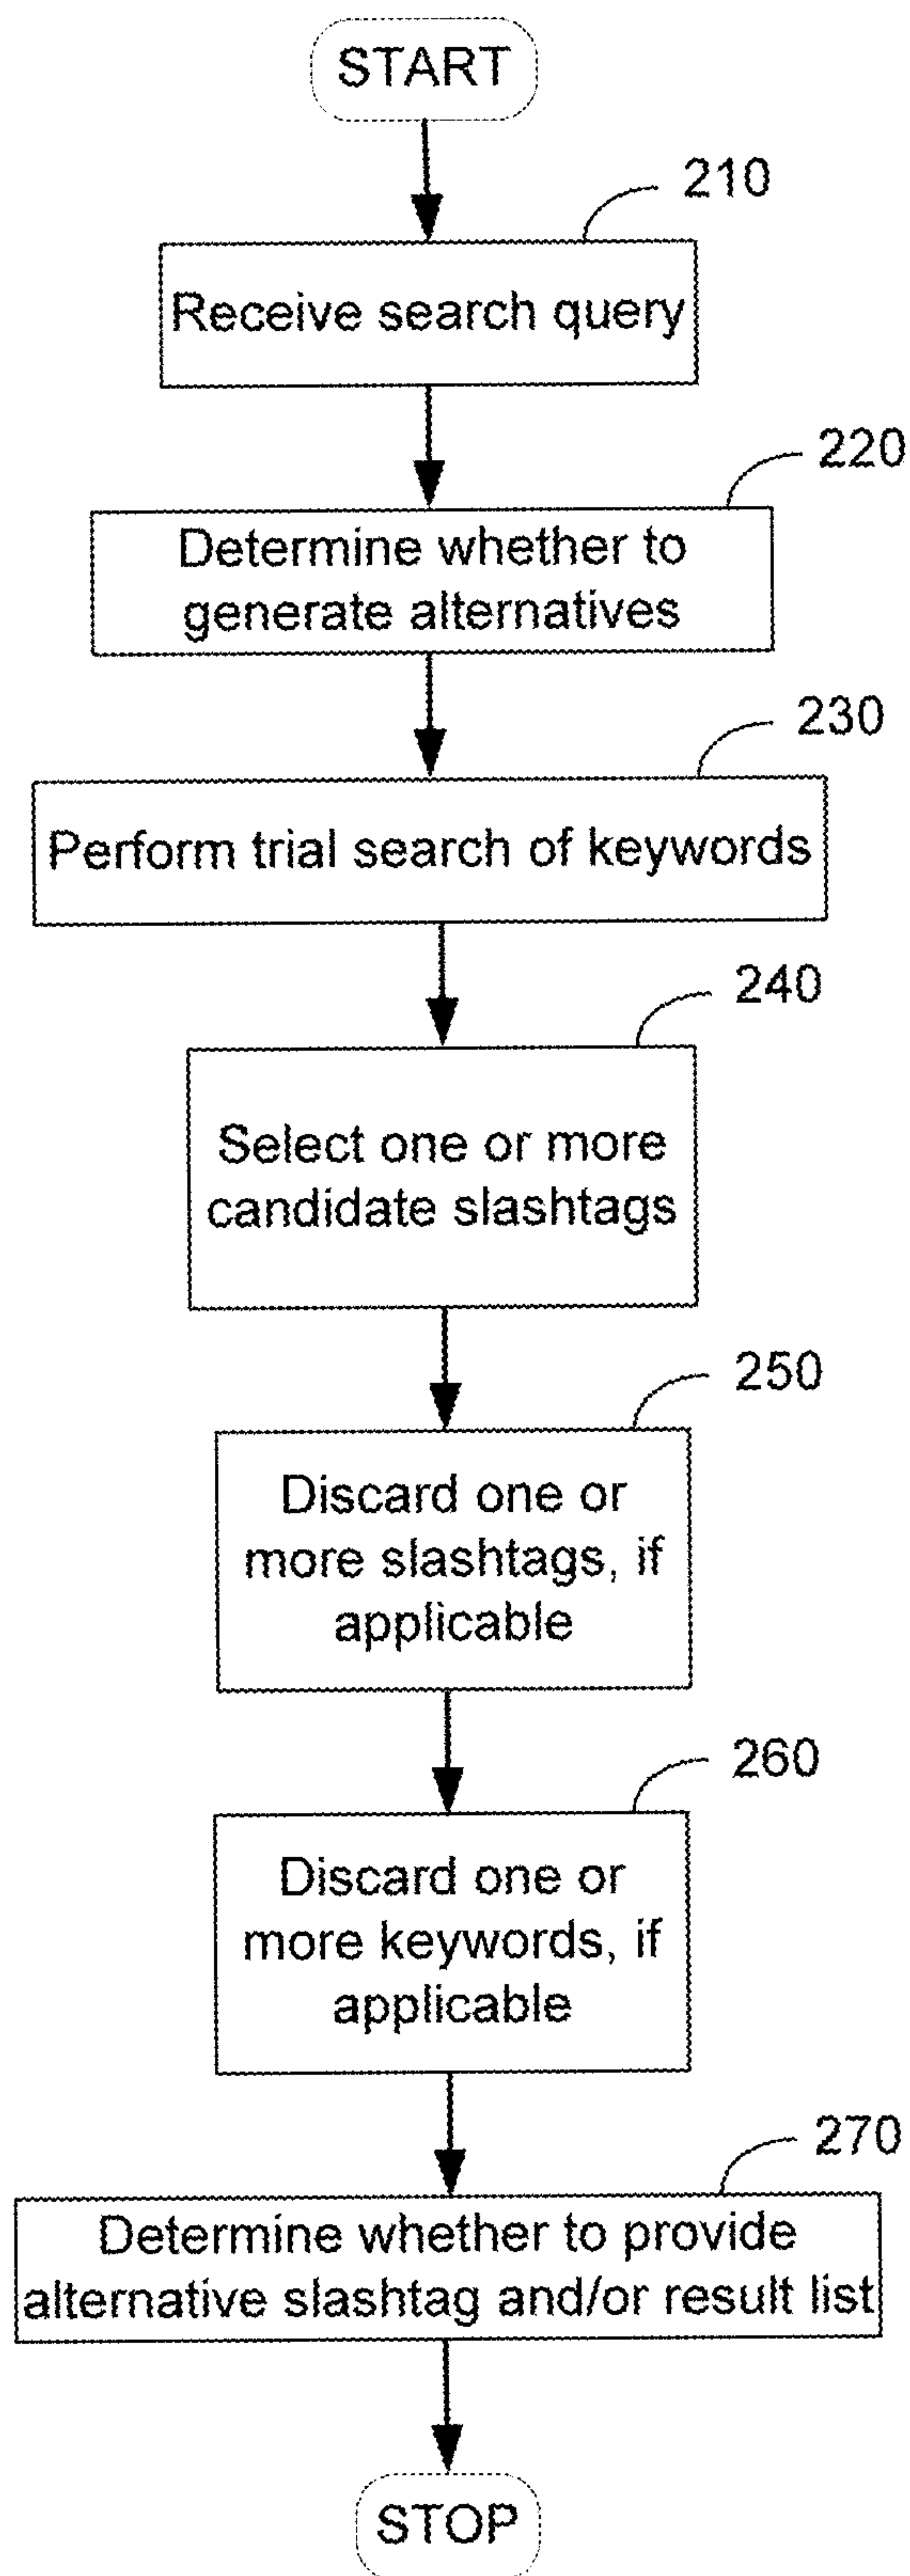 START
210
Receive search query
220
Determine whether to
generate alternatives
230
Perform trial search of keywords
240
Select one or more
candidate slashtags
250
Discard one or
more slashtags, if
applicable
260
Discard one or
more keywords, if
applicable
270
Determine whether to provide
alternative slashtag and/or result list
STOP